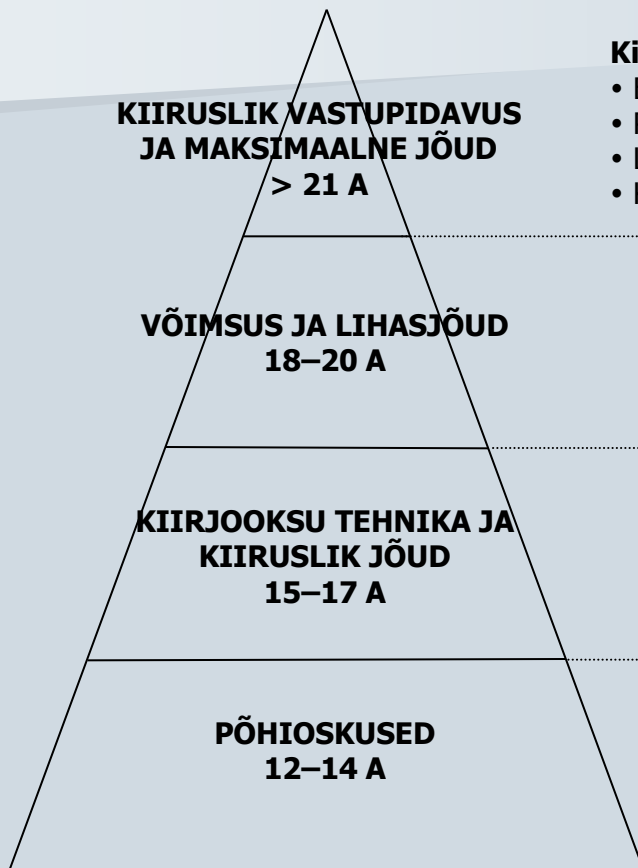 KIIRUSLIK VASTUPIDAVUS
JA MAKSIMAALNE JÕUD
> 21 A
VÕIMSUS JA LIHASJÕUD
18–20 A
KIIRJOOKSU TEHNIKA JA
KIIRUSLIK JÕUD
15–17 A
PÕHIOSKUSED
12–14 A